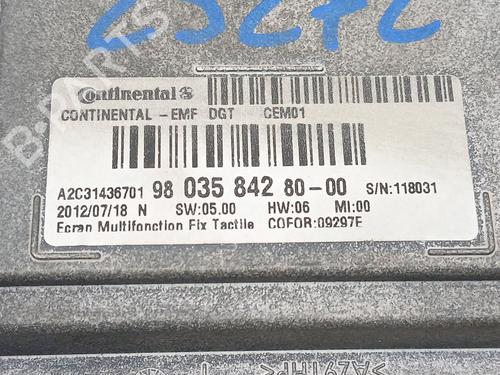 Continental
CONTINENTAL - EMF DGT CEM01
A2C31436701 98 035 842 80-00 S/N:118031
2012/07/18 N SW:05.00 HW:06 MI:00
Ecran Multifonction Fix Tactile COFOR:09297E
B-PARTS